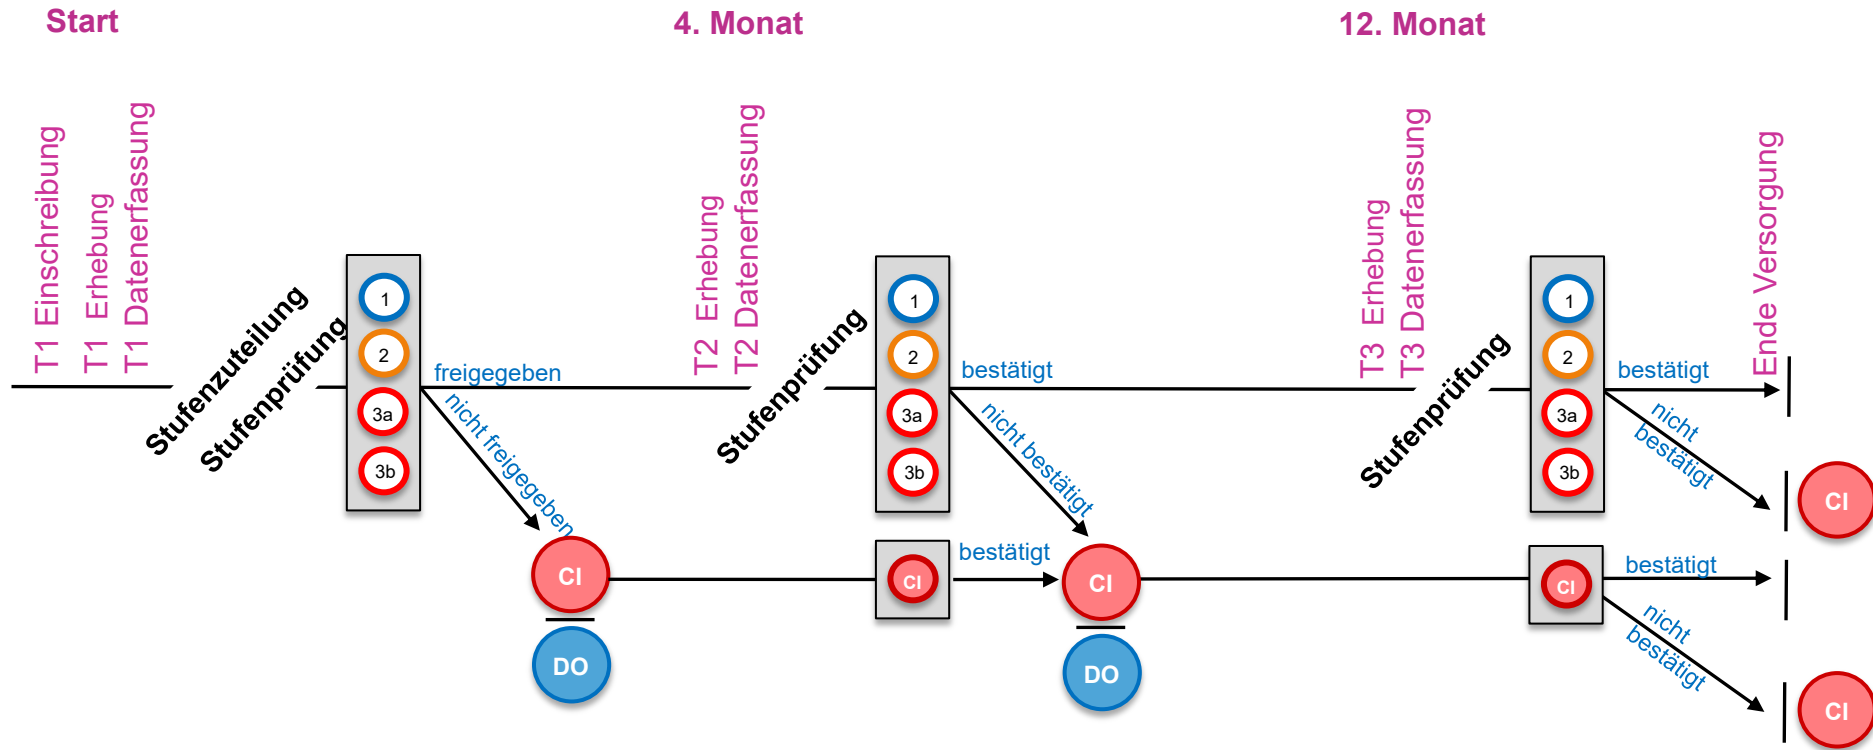 Start
4. Monat
12. Monat
T1 Einschreibung
T1 Erhebung
T1 Datenerfassung
Stufenzuteilung
Stufenprüfung
1
2
3a
3b
freigegeben
nicht freigegeben
CI
DO
T2 Erhebung
T2 Datenerfassung
Stufenprüfung
1
2
3a
3b
bestätigt
nicht bestätigt
CI
bestätigt
CI
DO
T3 Erhebung
T3 Datenerfassung
Stufenprüfung
1
2
3a
3b
bestätigt
nicht
bestätigt
Ende Versorgung
CI
CI
bestätigt
nicht
bestätigt
CI